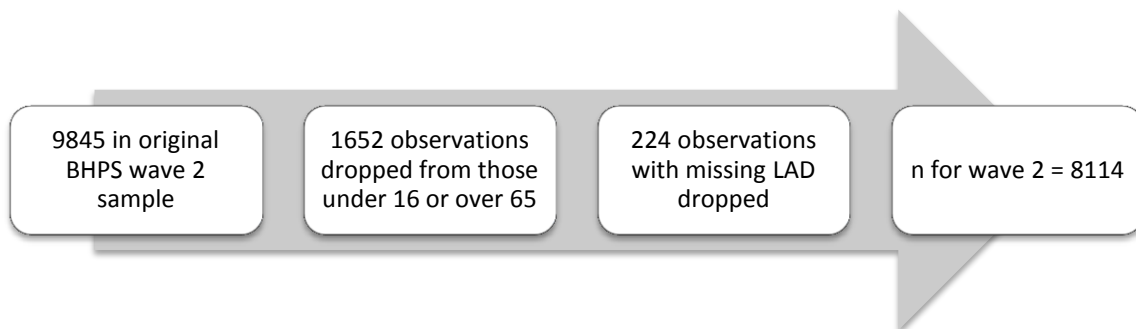 9845 in original
BHPS wave 2
sample
1652 observations
dropped from those
under 16 or over 65
224 observations
with missing LAD
dropped
n for wave 2 = 8114